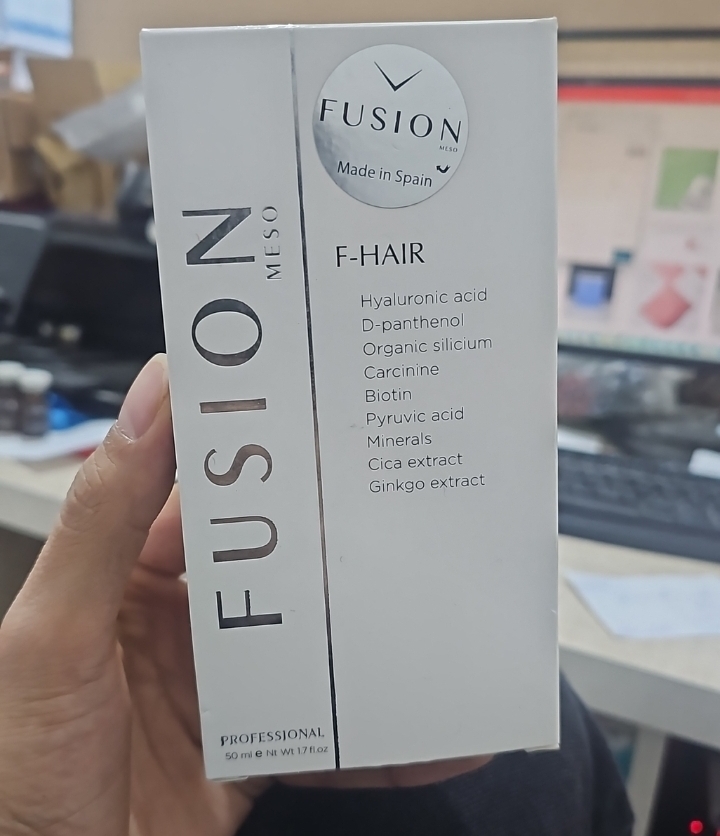 FUSION
MESO
Made in Spain
FUSION
MESO
F-HAIR
Hyaluronic acid
D-panthenol
Organic silicium
Carcinine
Biotin
Pyruvic acid
Minerals
Cica extract
Ginkgo extract
PROFESSIONAL
50 ml e Nt Wt 1.7 fl.oz